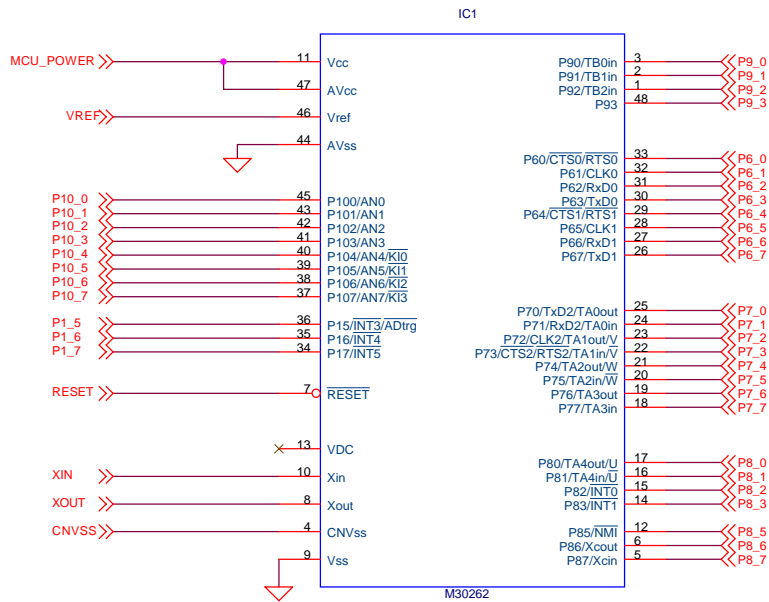 IC1
MCU_POWER 11 Vcc P90/TB0in 3 P9_0
P91/TB1in 2 P9_1
47 AVcc P92/TB2in 1 P9_2
P93 48 P9_3
VREF 46 Vref
44 AVss
P60/CTS0/RTS0 33 P6_0
P61/CLK0 32 P6_1
P62/RxD0 31 P6_2
P10_0 45 P100/AN0 P63/TxD0 30 P6_3
P10_1 43 P101/AN1 P64/CTS1/RTS1 29 P6_4
P10_2 42 P102/AN2 P65/CLK1 28 P6_5
P10_3 41 P103/AN3 P66/RxD1 27 P6_6
P10_4 40 P104/AN4/KI0 P67/TxD1 26 P6_7
P10_5 39 P105/AN5/KI1
P10_6 38 P106/AN6/KI2
P10_7 37 P107/AN7/KI3
P70/TxD2/TA0out 25 P7_0
P1_5 36 P15/INT3/ADtrg P71/RxD2/TA0in 24 P7_1
P1_6 35 P16/INT4 P72/CLK2/TA1out/V 23 P7_2
P1_7 34 P17/INT5 P73/CTS2/RTS2/TA1in/V 22 P7_3
P74/TA2out/W 21 P7_4
P75/TA2in/W 20 P7_5
RESET 7 RESET P76/TA3out 19 P7_6
P77/TA3in 18 P7_7
13 VDC
P80/TA4out/U 17 P8_0
XIN 10 Xin P81/TA4in/U 16 P8_1
P82/INT0 15 P8_2
XOUT 8 Xout P83/INT1 14 P8_3
CNVSS 4 CNVss P85/NMI 12 P8_5
P86/Xcout 6 P8_6
9 Vss P87/Xcin 5 P8_7
M30262